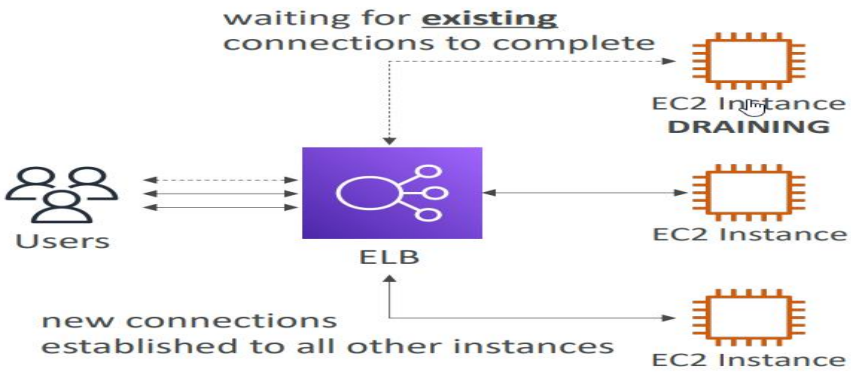 waiting for existing
connections to complete
EC2 Instance
DRAINING
Users
ELB
EC2 Instance
new connections
established to all other instances
EC2 Instance